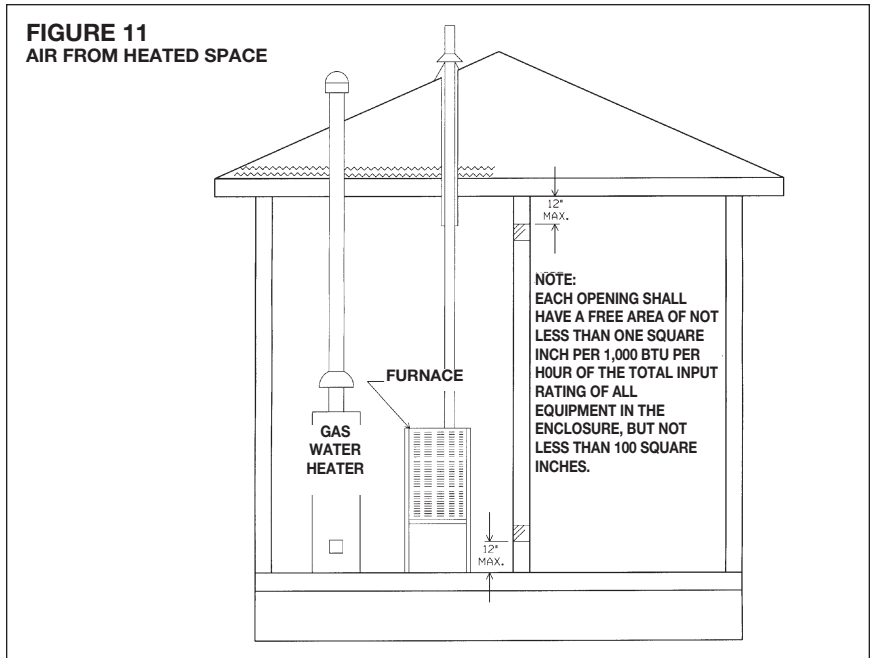 FIGURE 11
AIR FROM HEATED SPACE
12"
MAX.
NOTE:
EACH OPENING SHALL
HAVE A FREE AREA OF NOT
LESS THAN ONE SQUARE
INCH PER 1,000 BTU PER
H0UR OF THE TOTAL INPUT
RATING OF ALL
EQUIPMENT IN THE
ENCLOSURE, BUT NOT
LESS THAN 100 SQUARE
INCHES.
FURNACE
GAS
WATER
HEATER
12"
MAX.